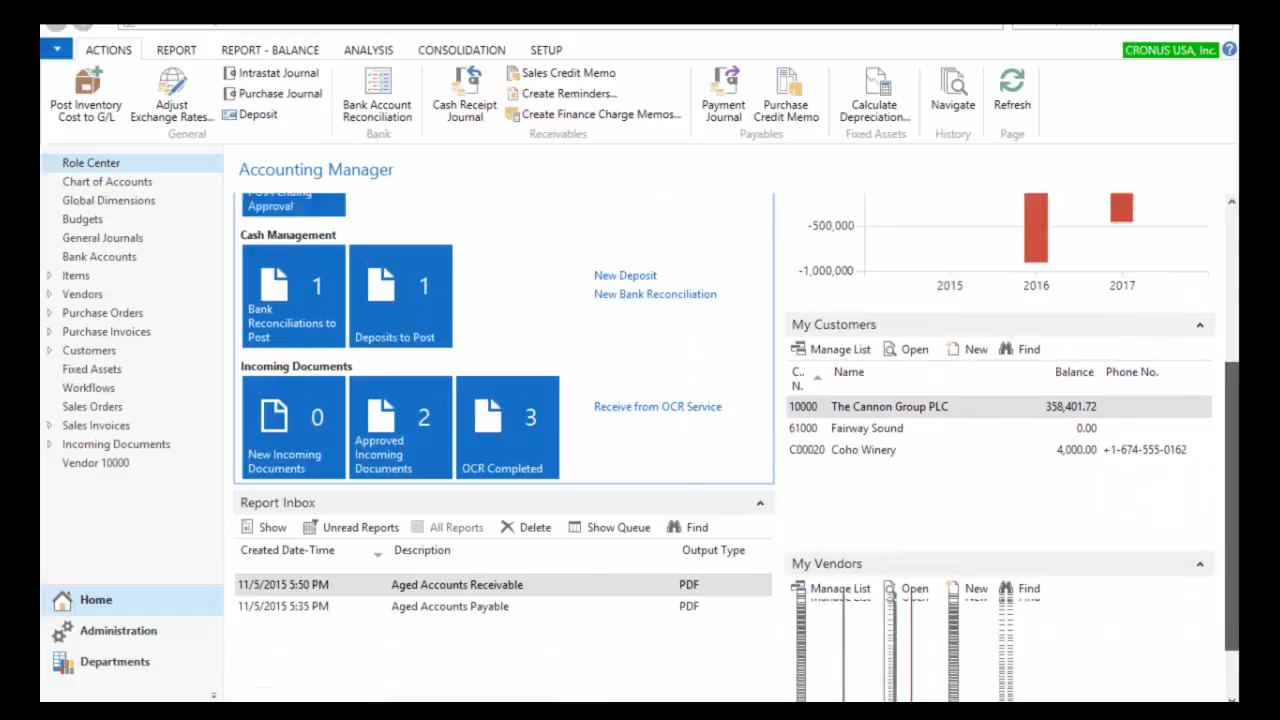 ACTIONS REPORT REPORT - BALANCE ANALYSIS CONSOLIDATION SETUP CRONUS USA, Inc. ?
Post Inventory Cost to G/L
Adjust Exchange Rates...
Intrastat Journal
Purchase Journal
Deposit
General
Bank Account Reconciliation
Bank
Cash Receipt Journal
Sales Credit Memo
Create Reminders...
Create Finance Charge Memos...
Receivables
Payment Journal
Purchase Credit Memo
Payables
Calculate Depreciation...
Fixed Assets
Navigate
History
Refresh
Page
Role Center
Chart of Accounts
Global Dimensions
Budgets
General Journals
Bank Accounts
Items
Vendors
Purchase Orders
Purchase Invoices
Customers
Fixed Assets
Workflows
Sales Orders
Sales Invoices
Incoming Documents
Vendor 10000
Home
Administration
Departments
Accounting Manager
Approval
Cash Management
1
Bank
Reconciliations to
Post
1
Deposits to Post
New Deposit
New Bank Reconciliation
Incoming Documents
0
New Incoming
Documents
2
Approved
Incoming
Documents
3
OCR Completed
Receive from OCR Service
Report Inbox
Show Unread Reports All Reports Delete Show Queue Find
Created Date-Time Description Output Type
11/5/2015 5:50 PM Aged Accounts Receivable PDF
11/5/2015 5:35 PM Aged Accounts Payable PDF
-500,000
-1,000,000
2015 2016 2017
My Customers
Manage List Open New Find
C.. N. Name Balance Phone No.
10000 The Cannon Group PLC 358,401.72
61000 Fairway Sound 0.00
C00020 Coho Winery 4,000.00 +1-674-555-0162
My Vendors
Manage List Open New Find